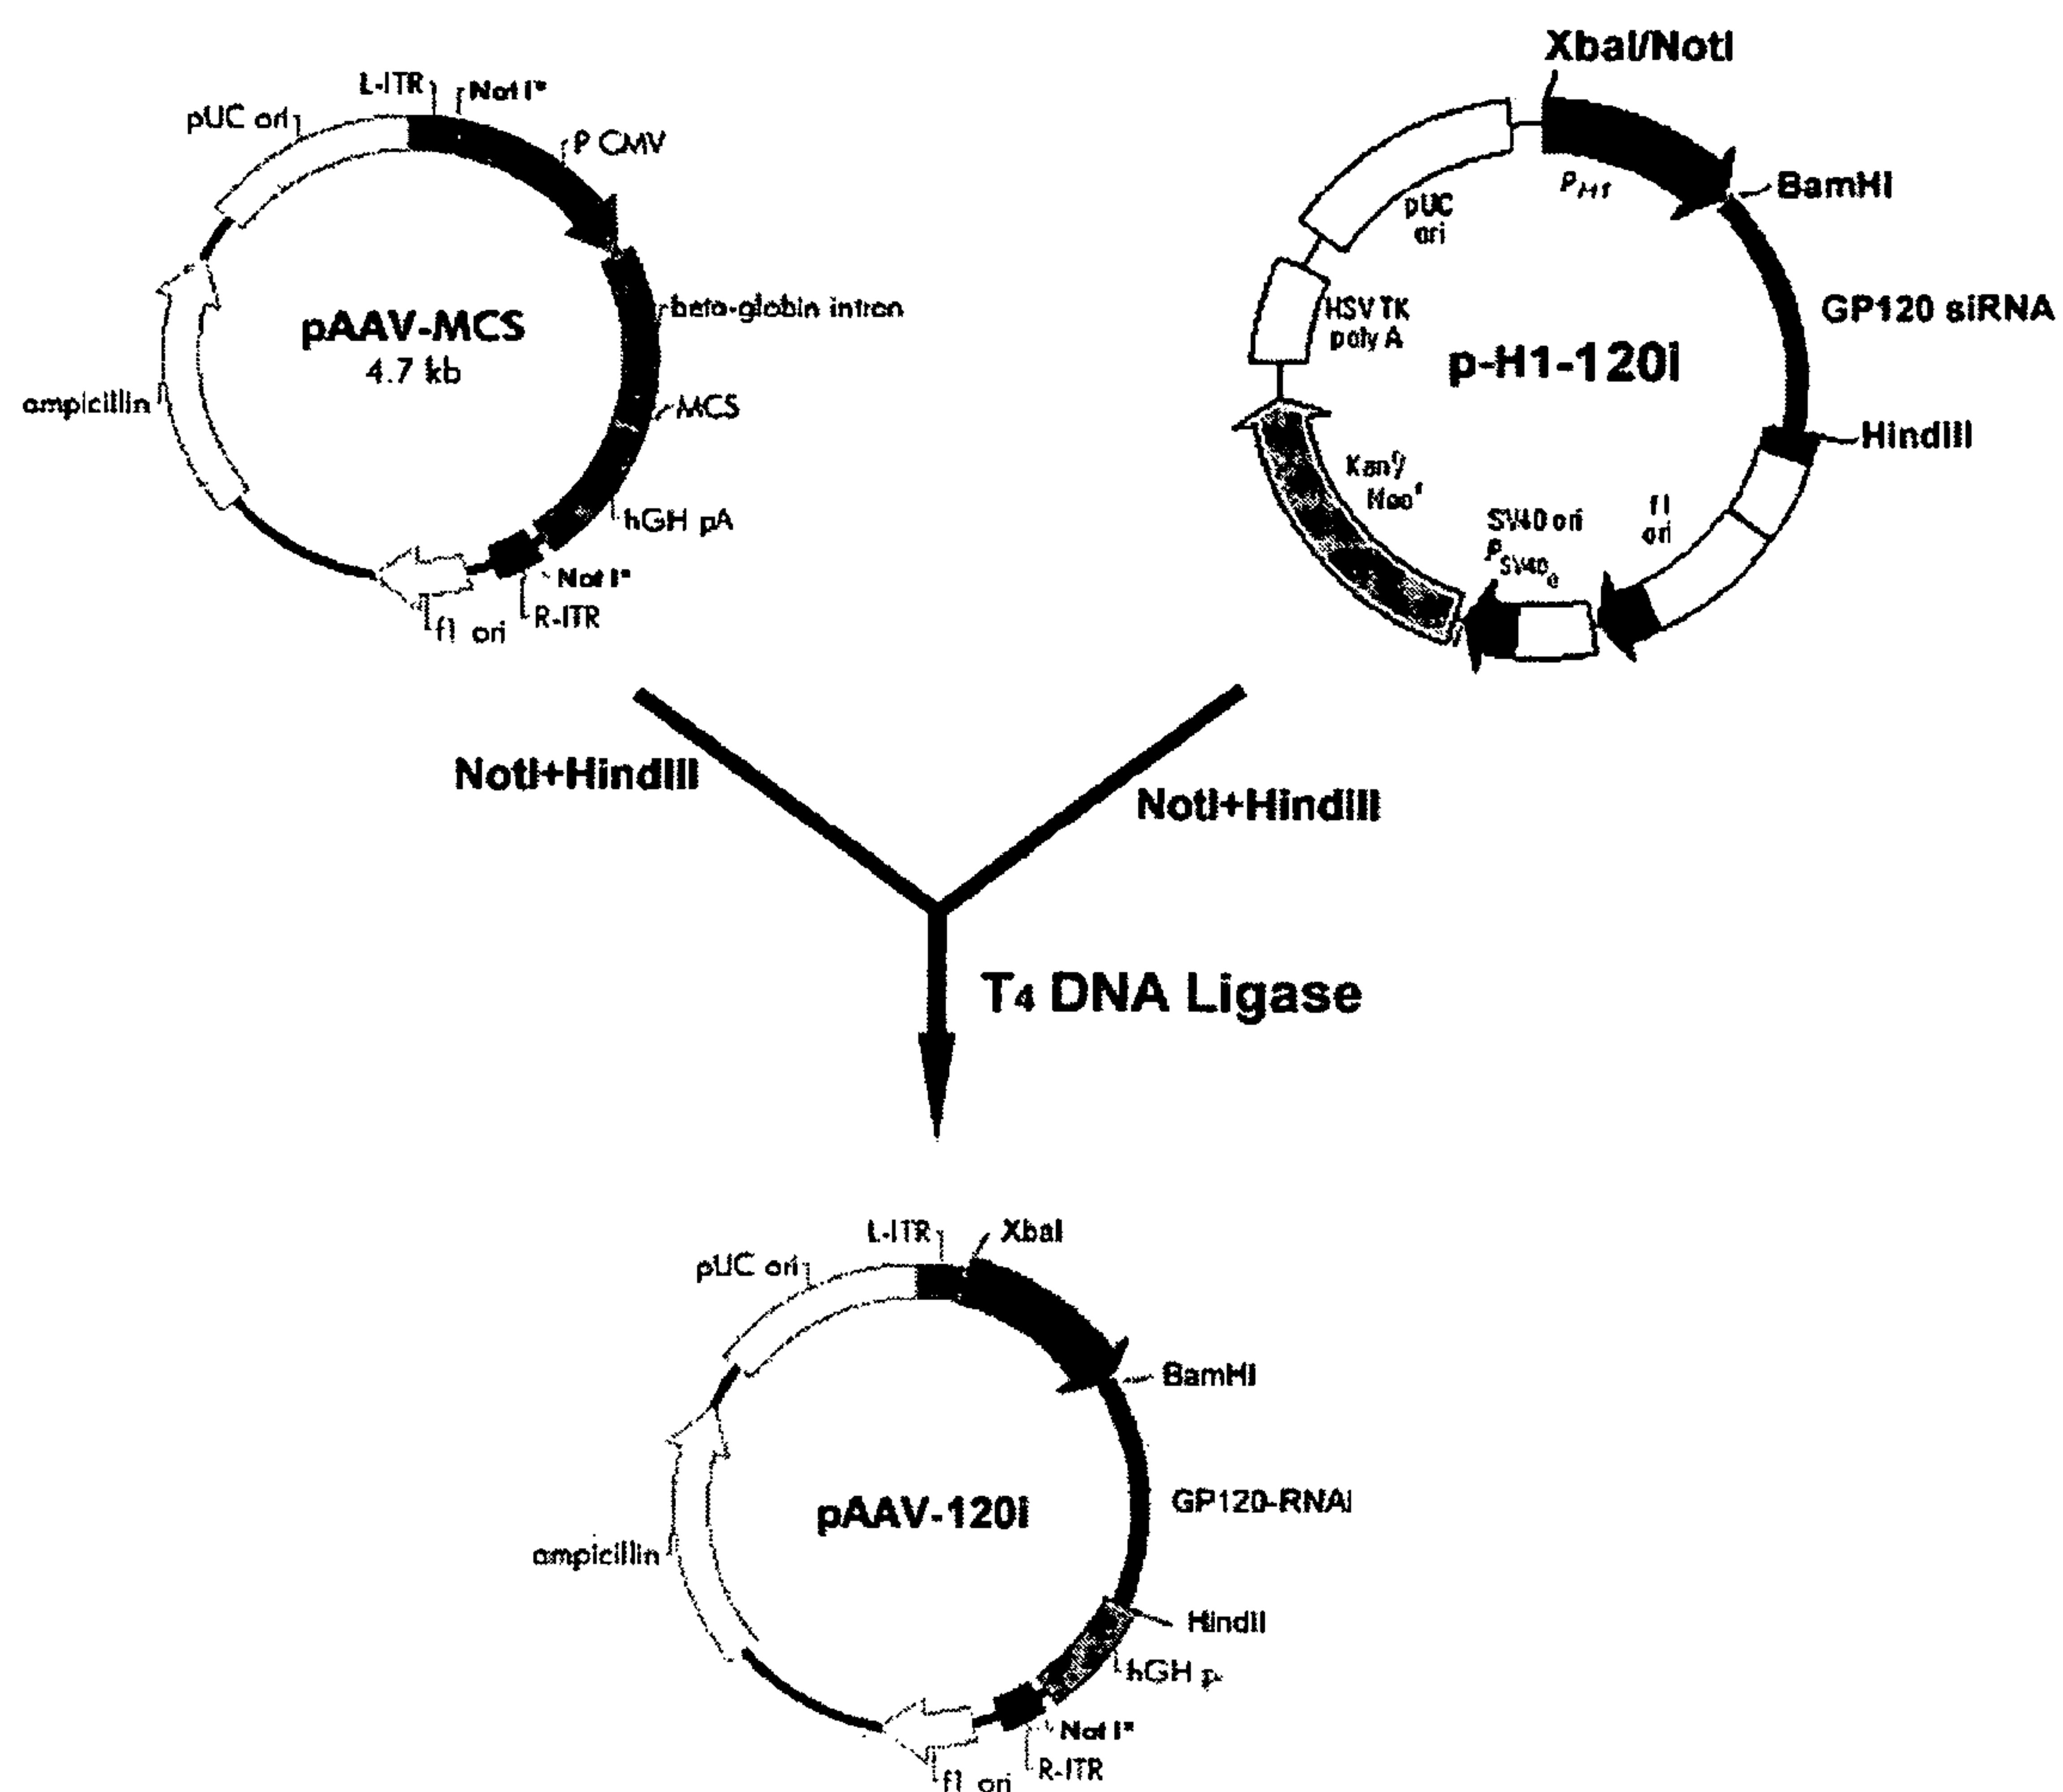 L-ITR
Not I*
pUC ori
P CMV
beta-globin intron
pAAV-MCS
4.7 kb
ampicillin
MCS
hGH pA
Not I*
R-ITR
f1 ori
XbaI/NotI
BamHI
pUC
ori
GP120 siRNA
HSV TK
poly A
p-H1-120I
HindIII
Kanʳ/
Neoʳ
SV40 ori
f1
ori
NotI+HindIII
NotI+HindIII
T4 DNA Ligase
L-ITR
XbaI
pUC ori
BamHI
pAAV-120I
GP120-RNAi
ampicillin
HindII
hGH p
Not I*
R-ITR
f1 ori